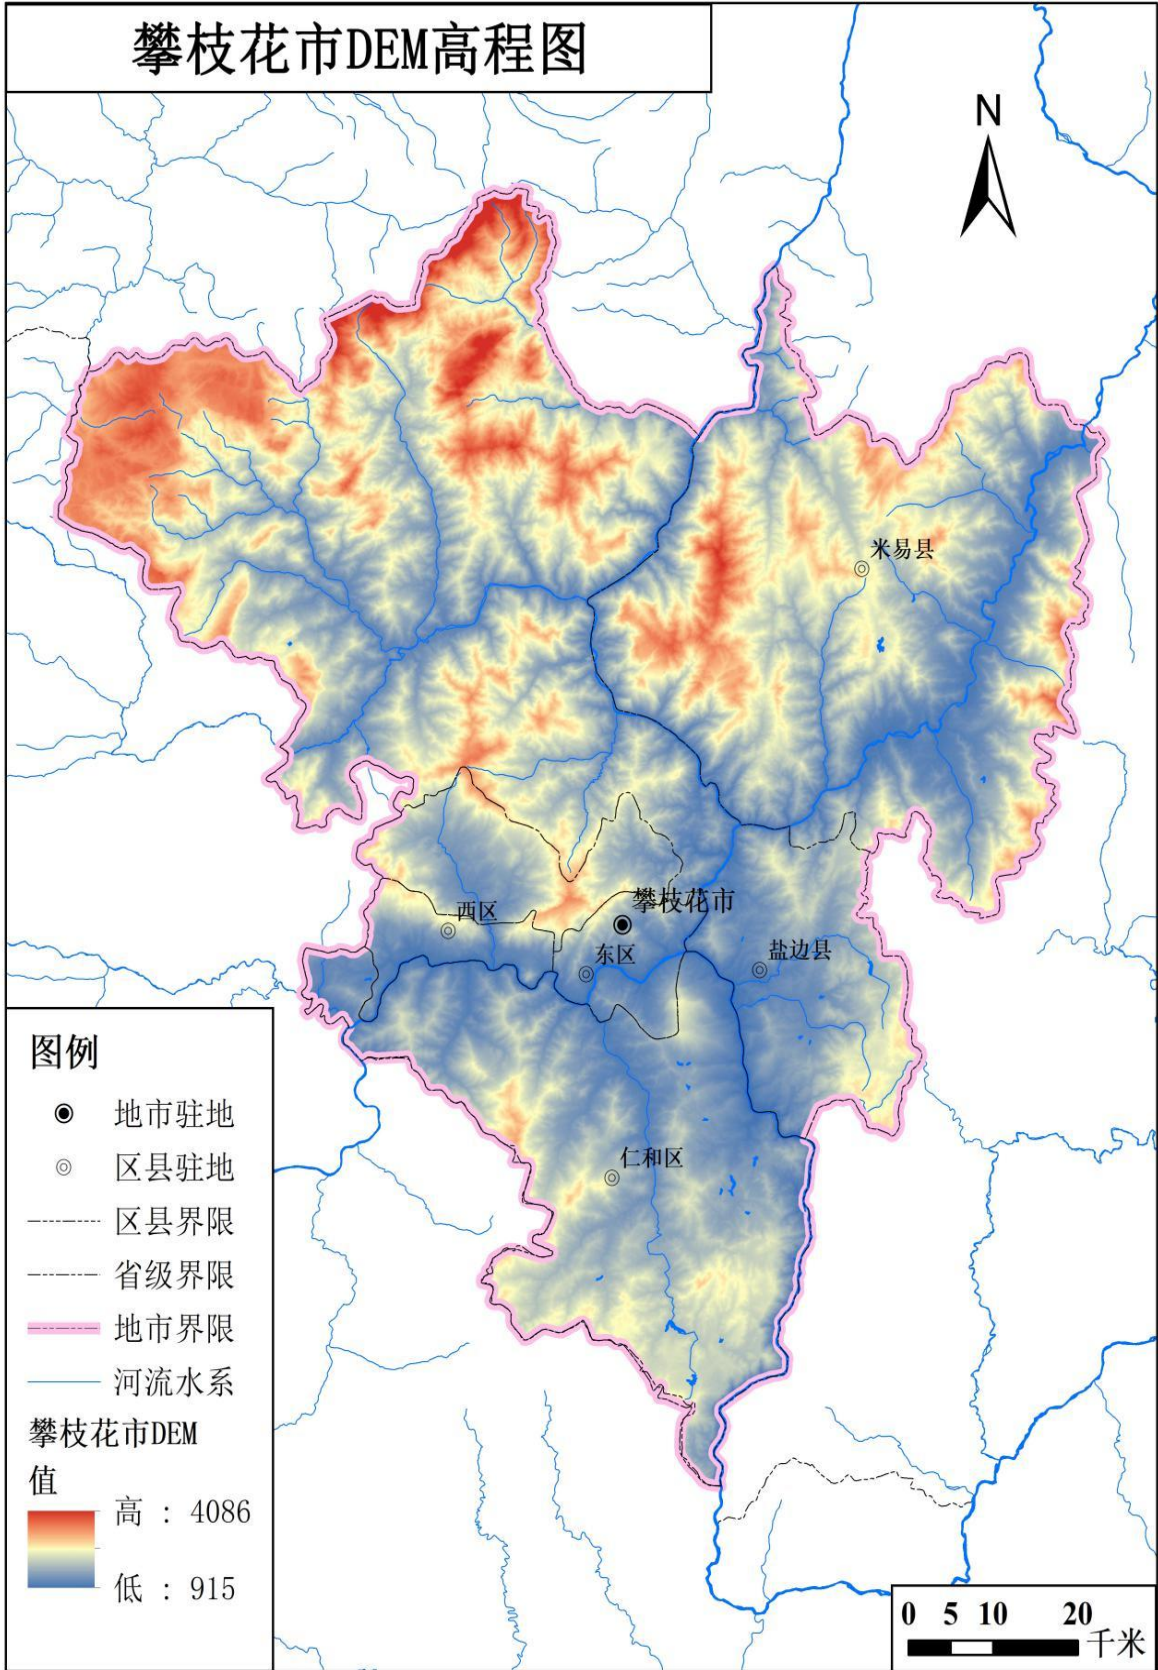 攀枝花市DEM高程图
N
米易县
攀枝花市
西区
东区
盐边县
仁和区
图例
地市驻地
区县驻地
区县界限
省级界限
地市界限
河流水系
攀枝花市DEM
值
高 : 4086
低 : 915
0 5 10 20
千米